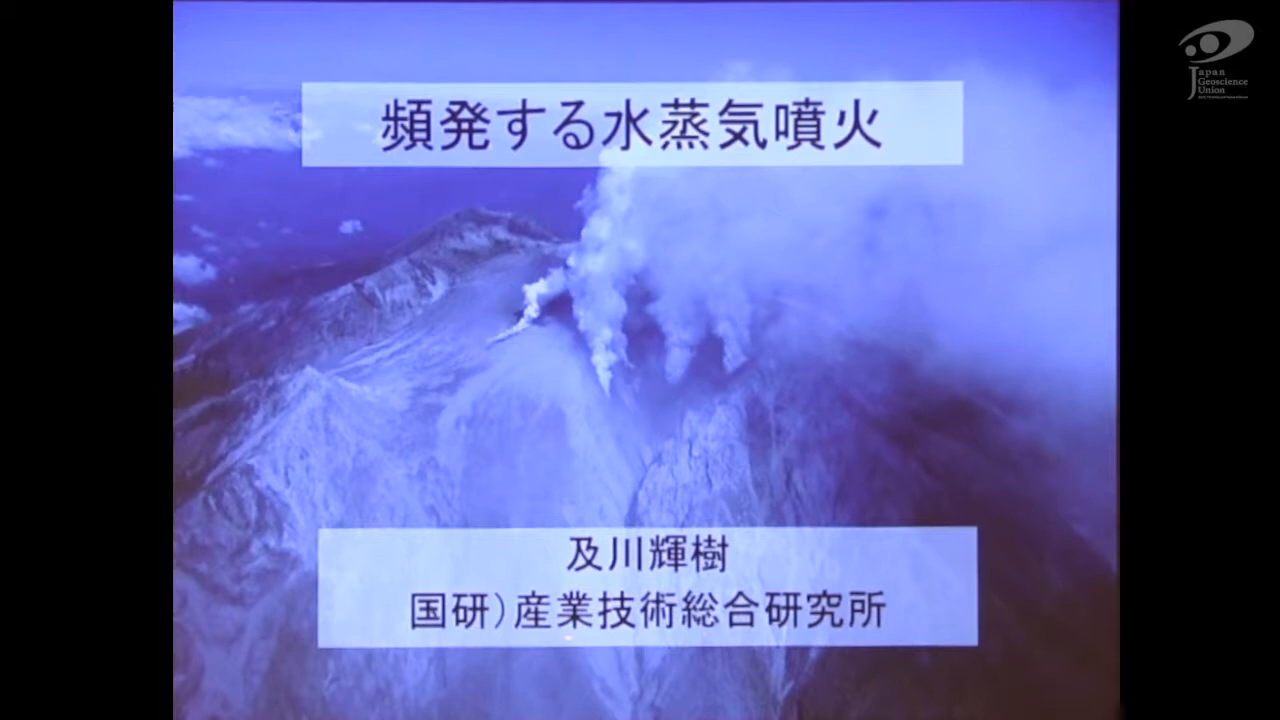 Japan
Geoscience
Union
頻発する水蒸気噴火
及川輝樹
国研）産業技術総合研究所